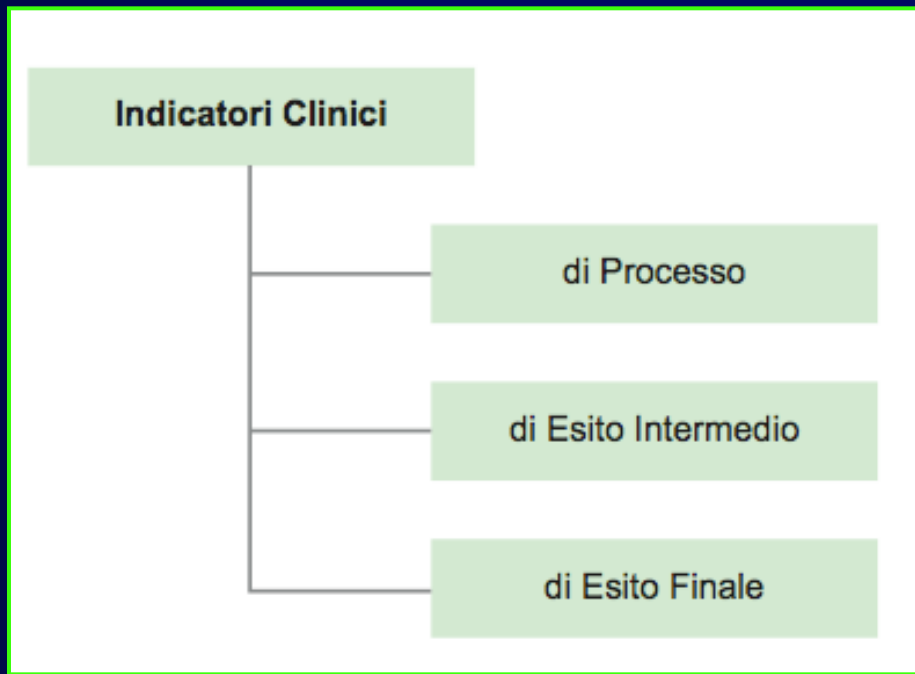 Indicatori Clinici
di Processo
di Esito Intermedio
di Esito Finale